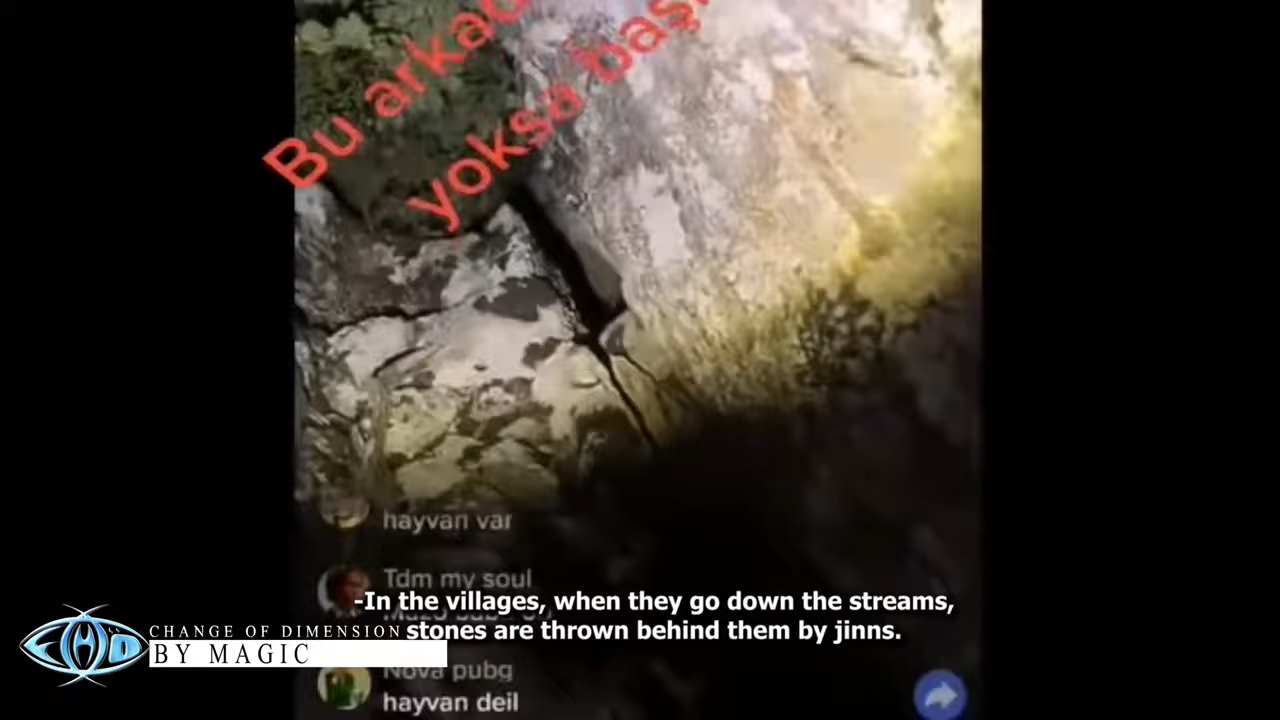 Bu arkad
yoksa başı
hayvan var
Tdm my soul
-In the villages, when they go down the streams,
stones are thrown behind them by jinns.
CHANGE OF DIMENSION
BY MAGIC
Nova pubg
hayvan deil